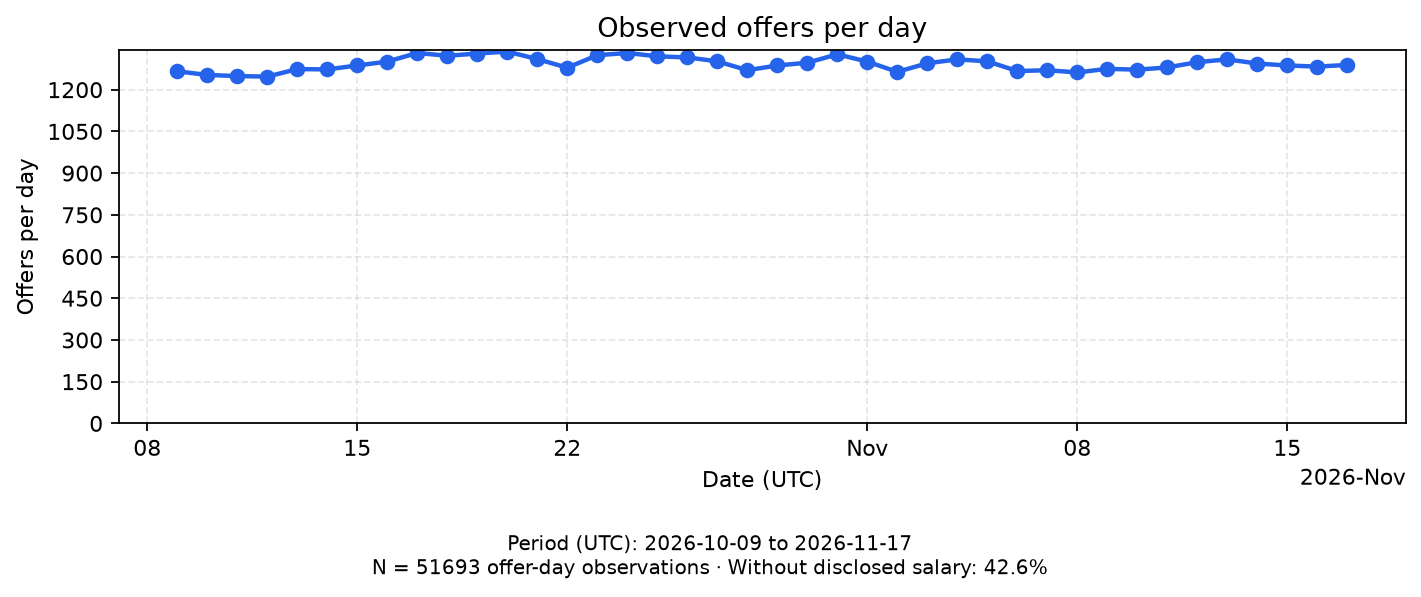 Observed offers per day
Offers per day
1200
1050
900
750
600
450
300
150
0
08 15 22 Nov 08 15
Date (UTC)
2026-Nov
Period (UTC): 2026-10-09 to 2026-11-17
N = 51693 offer-day observations · Without disclosed salary: 42.6%